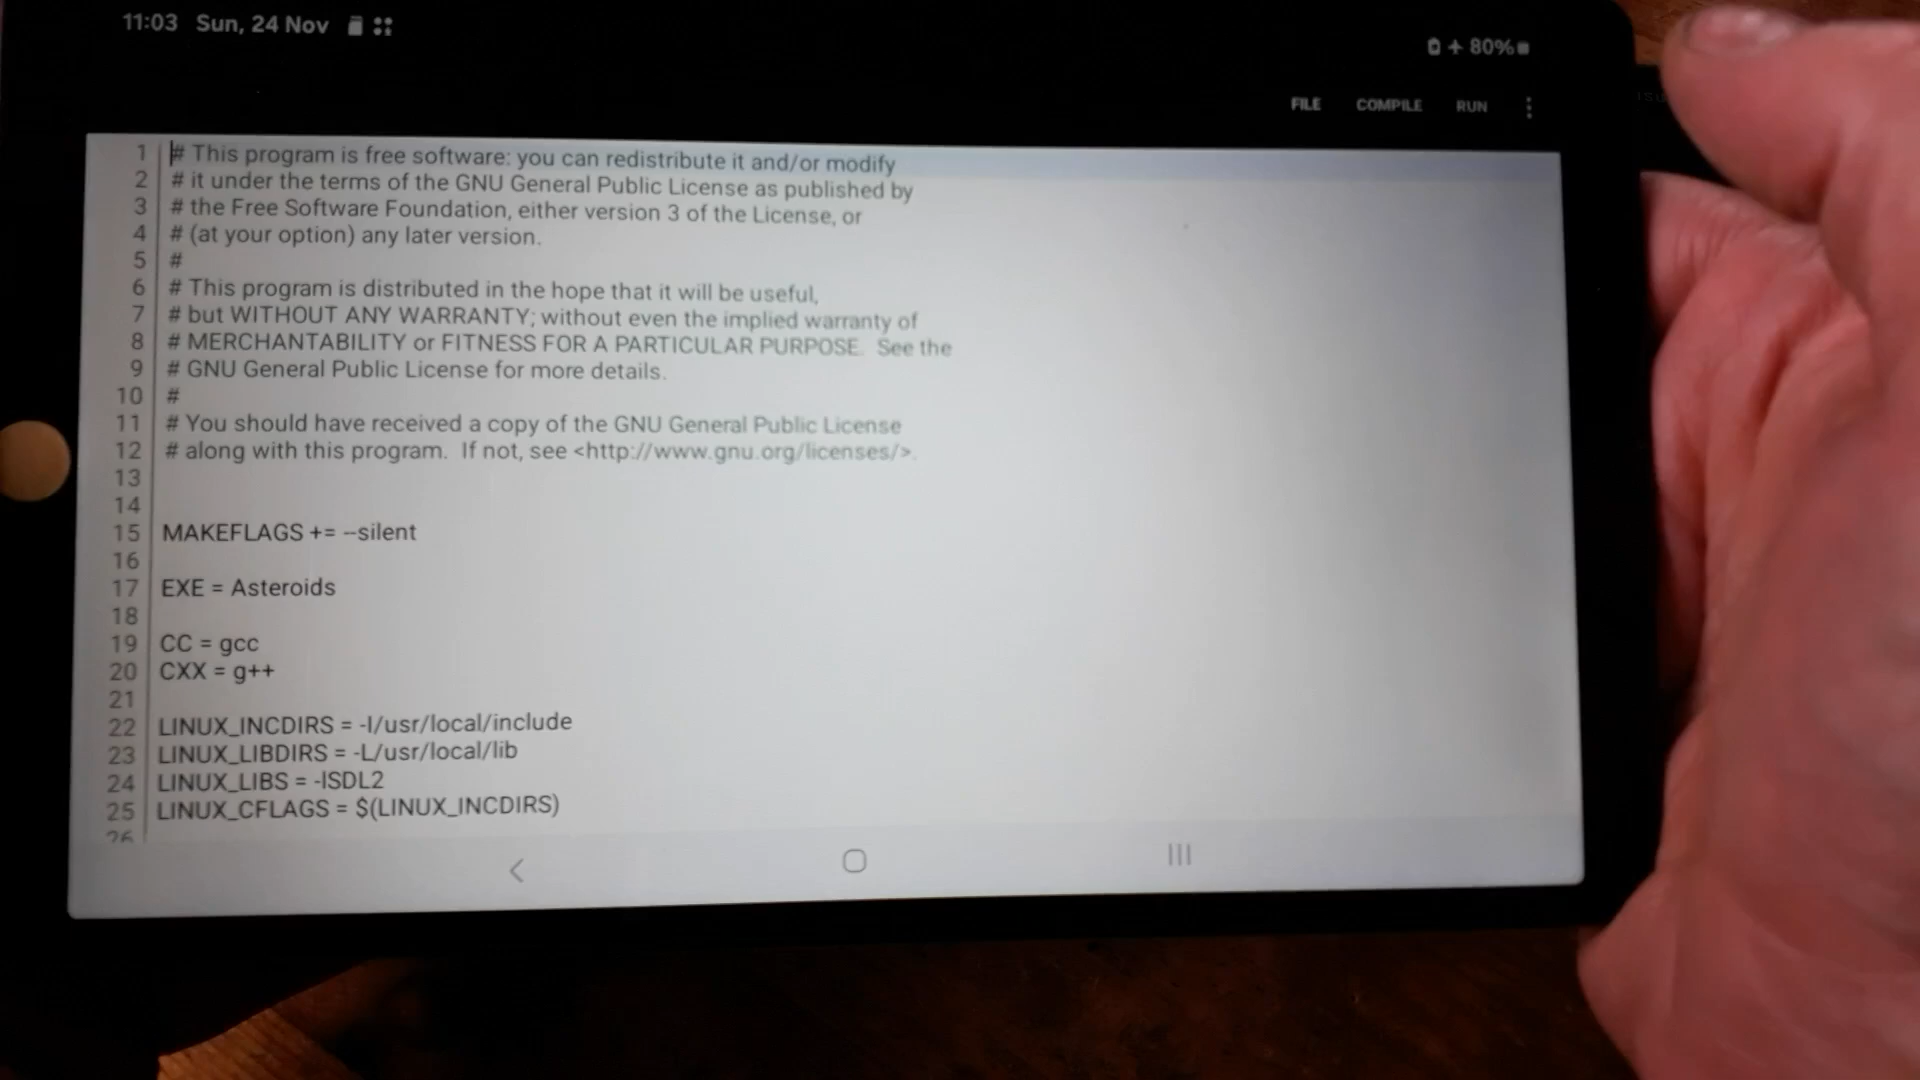 11:03 Sun, 24 Nov
80%
FILE COMPILE RUN
1 # This program is free software: you can redistribute it and/or modify
2 # it under the terms of the GNU General Public License as published by
3 # the Free Software Foundation, either version 3 of the License, or
4 # (at your option) any later version.
5 #
6 # This program is distributed in the hope that it will be useful,
7 # but WITHOUT ANY WARRANTY; without even the implied warranty of
8 # MERCHANTABILITY or FITNESS FOR A PARTICULAR PURPOSE.  See the
9 # GNU General Public License for more details.
10 #
11 # You should have received a copy of the GNU General Public License
12 # along with this program.  If not, see <http://www.gnu.org/licenses/>.
13
14
15 MAKEFLAGS += --silent
16
17 EXE = Asteroids
18
19 CC = gcc
20 CXX = g++
21
22 LINUX_INCDIRS = -I/usr/local/include
23 LINUX_LIBDIRS = -L/usr/local/lib
24 LINUX_LIBS = -lSDL2
25 LINUX_CFLAGS = $(LINUX_INCDIRS)
26